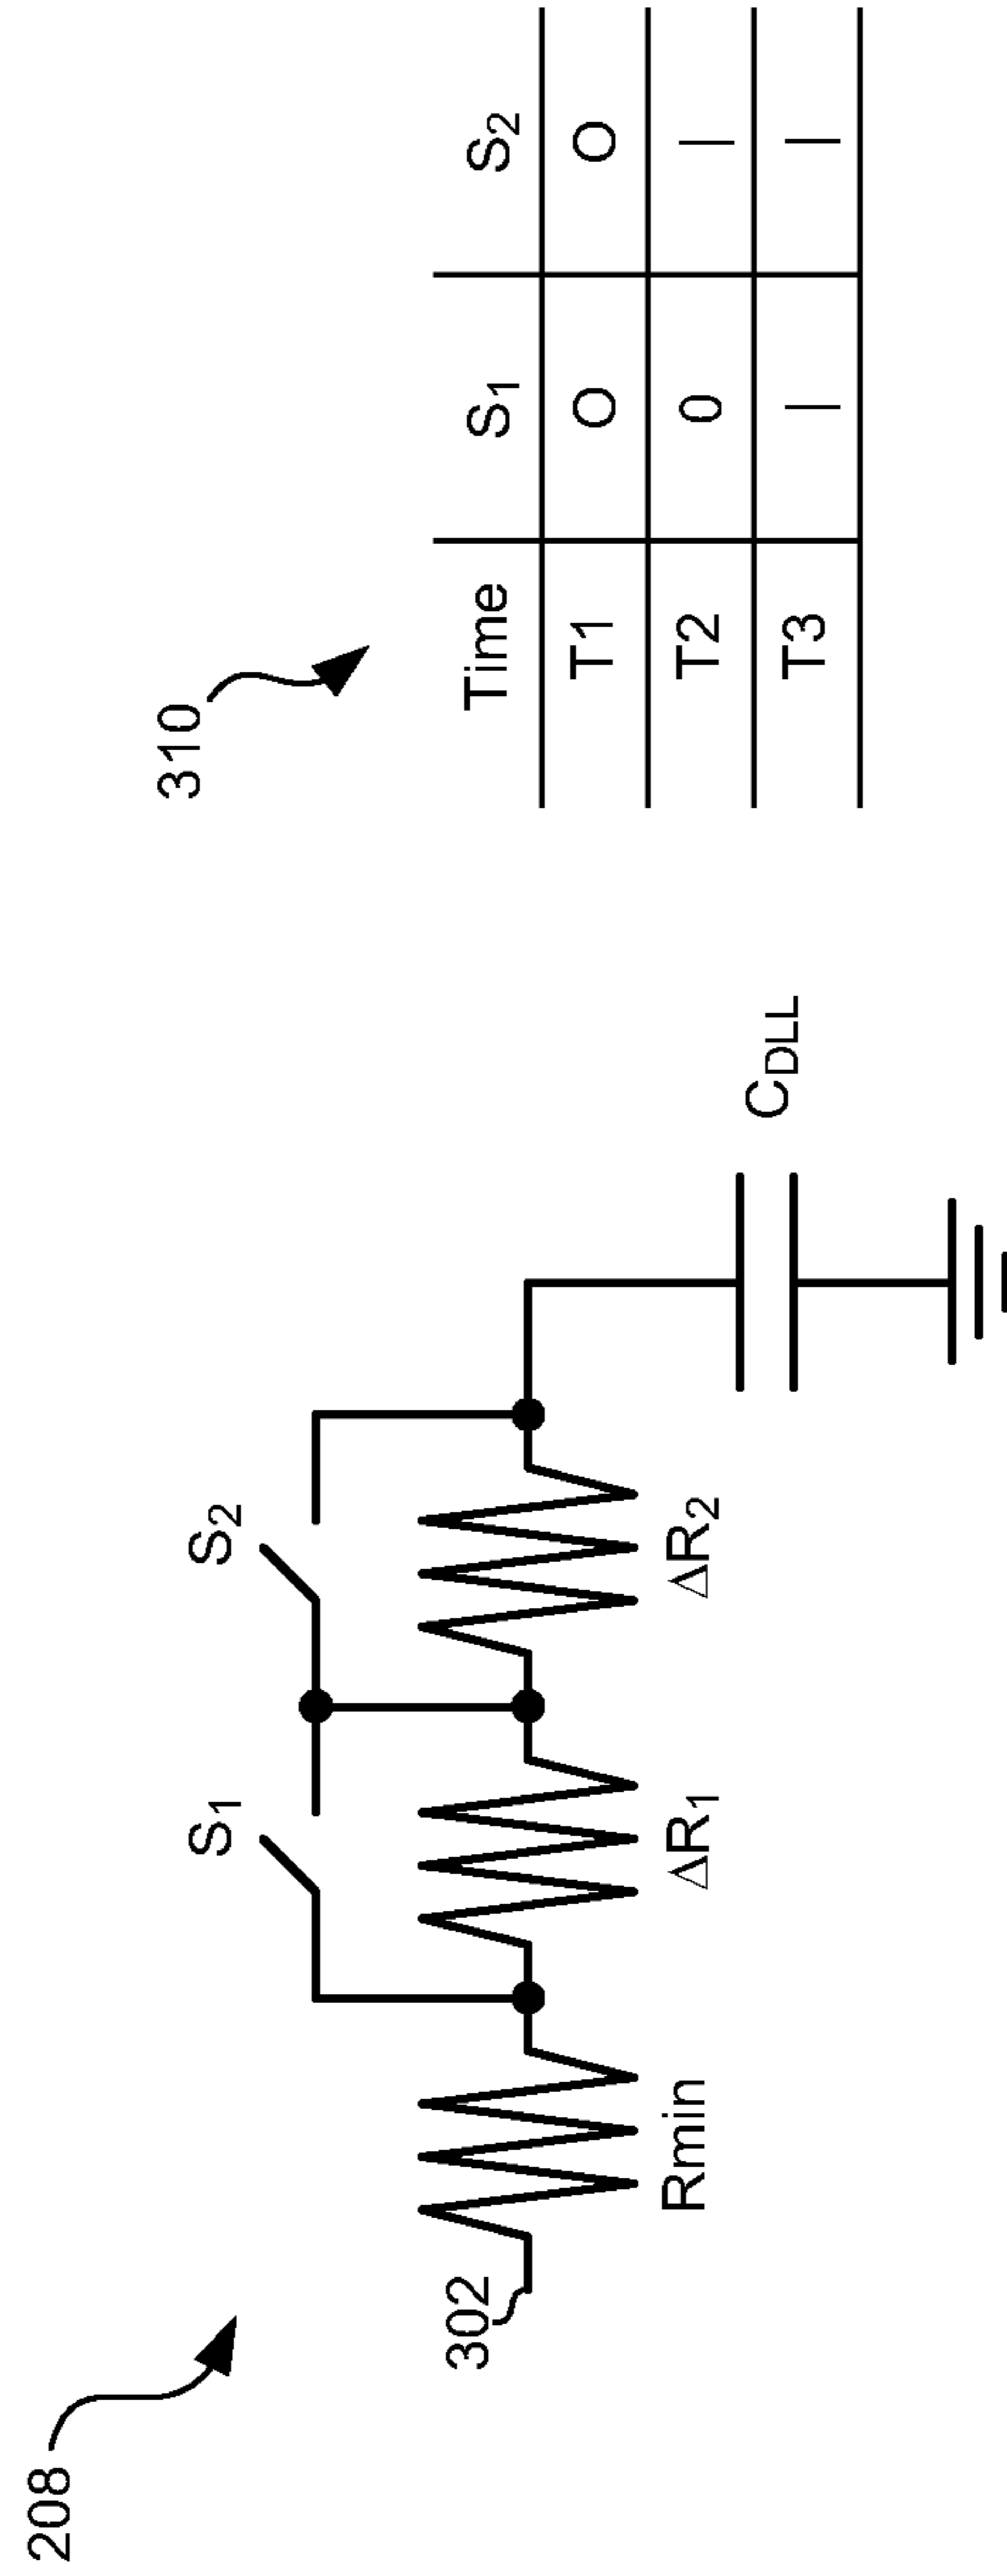 208
302
Rmin
S1
ΔR1
S2
ΔR2
CDLL
310
Time S1 S2
T1 O O
T2 0 |
T3 | |